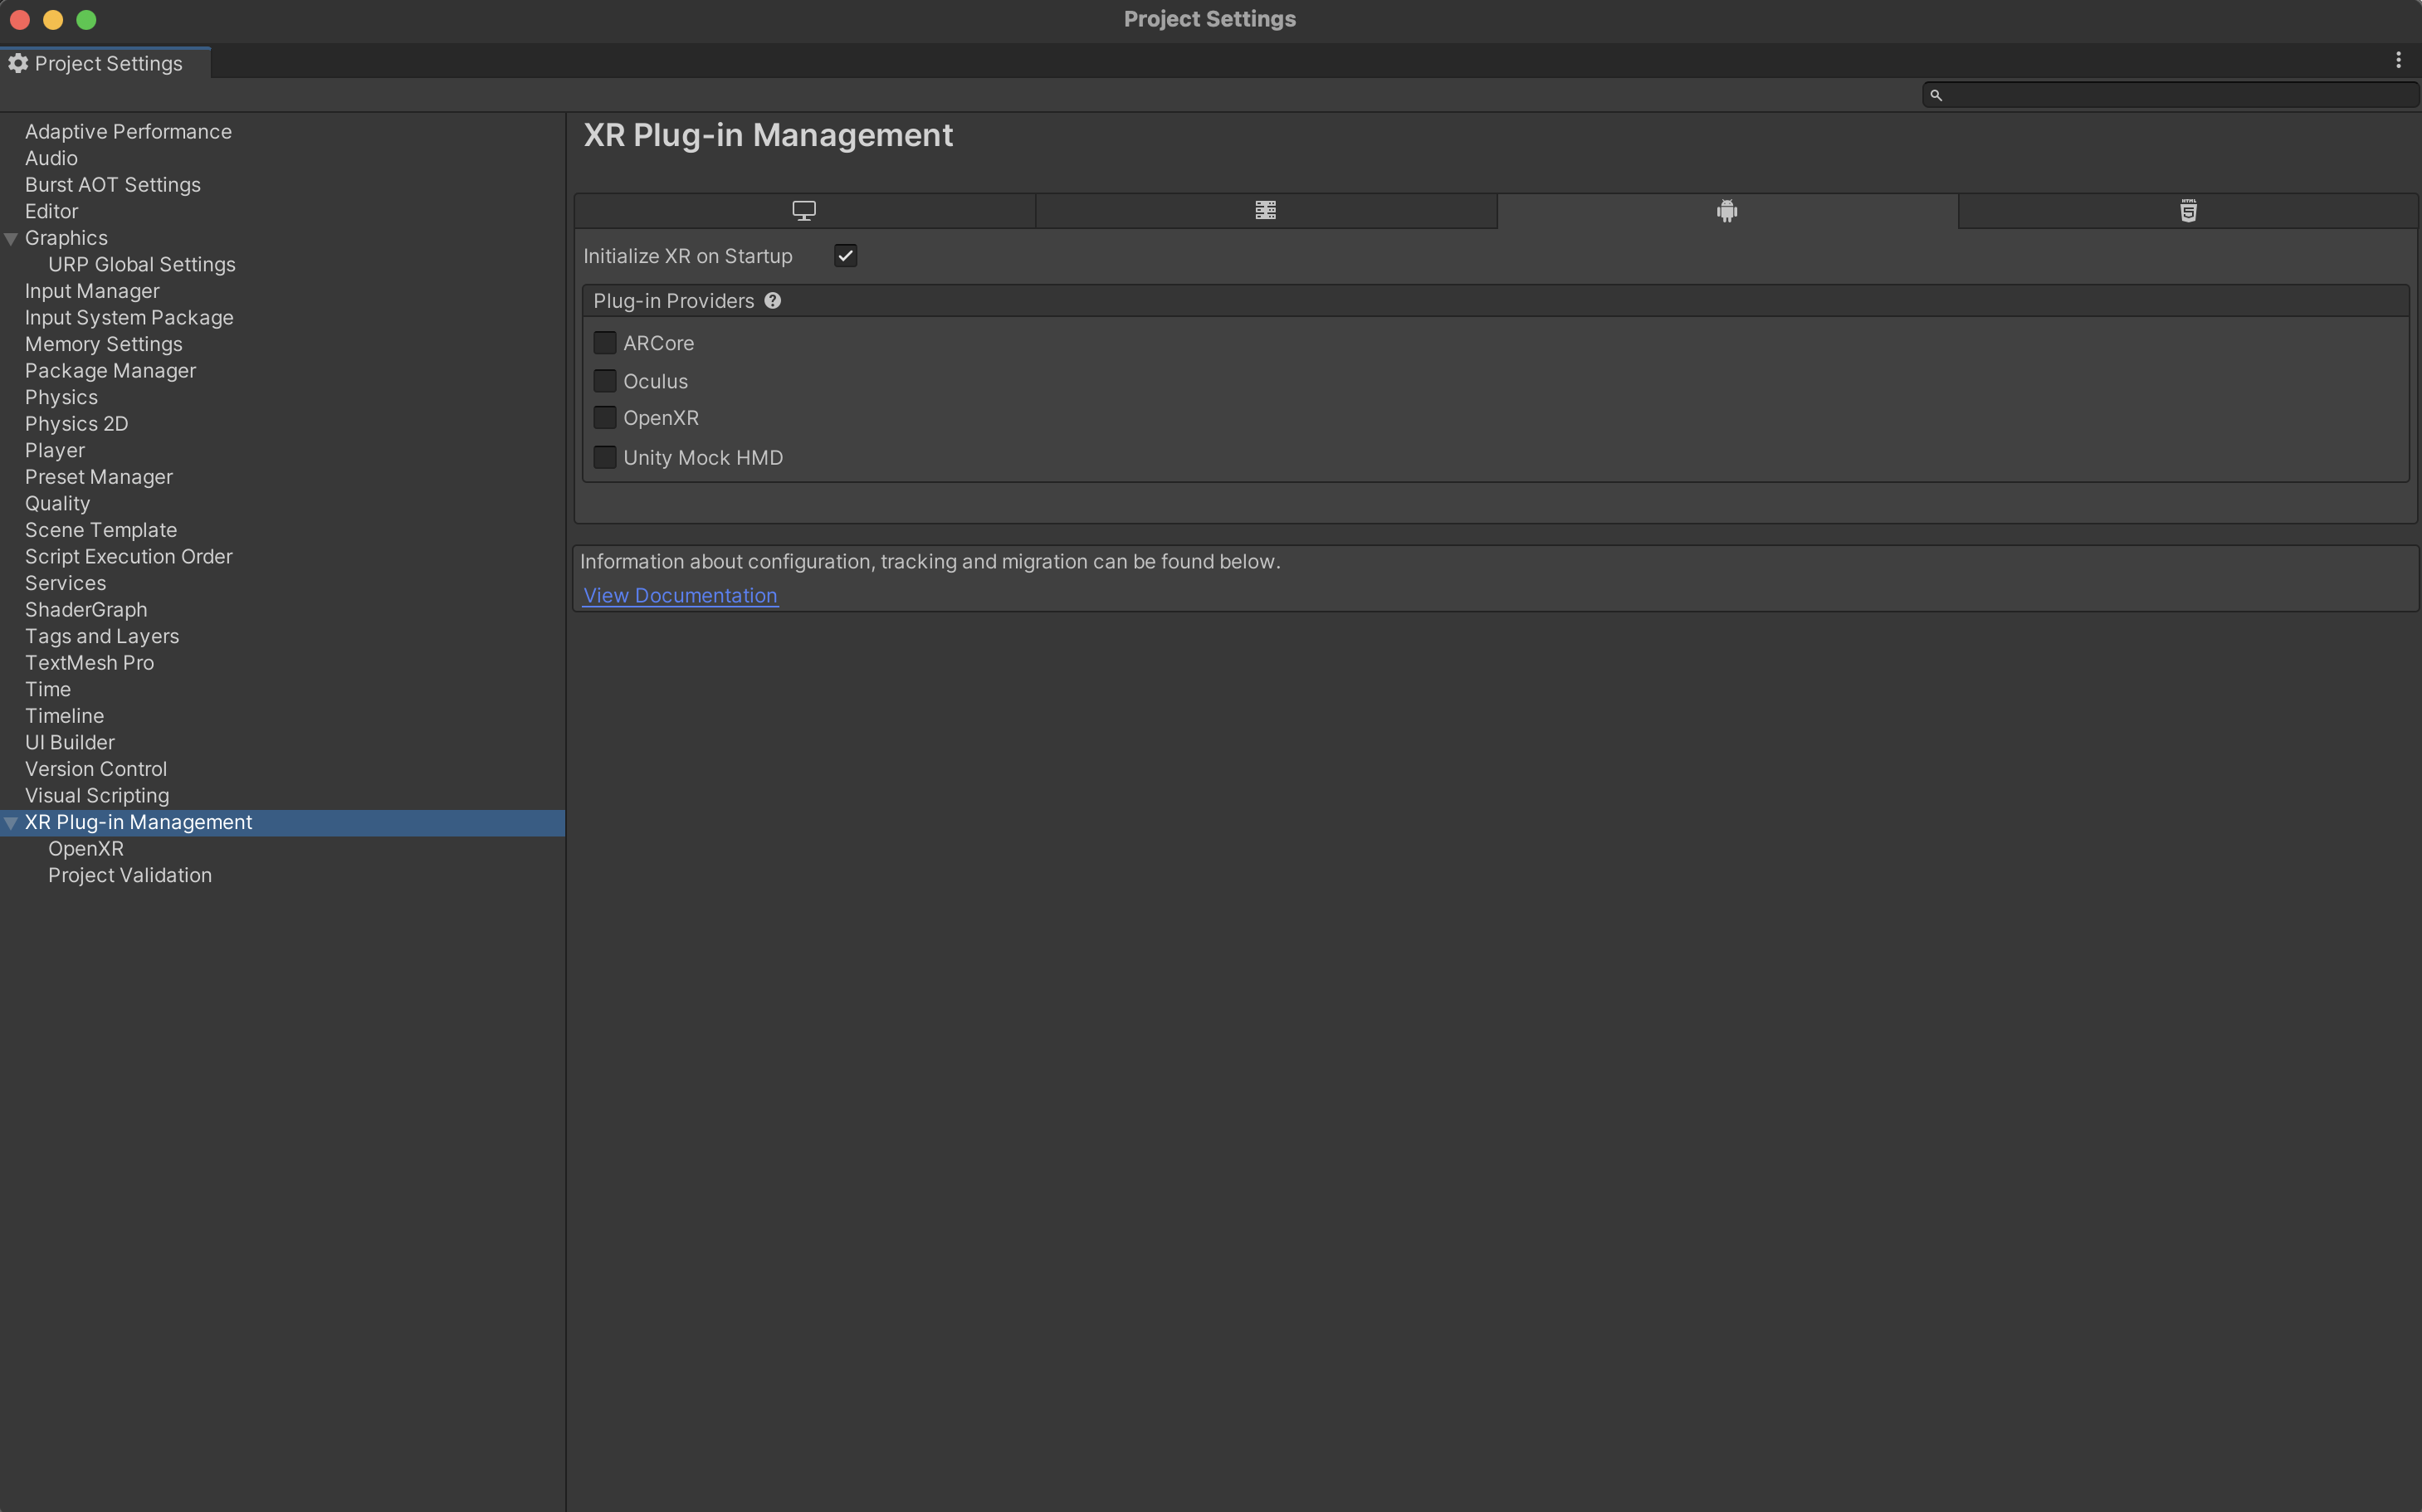 Project Settings
Project Settings
Adaptive Performance
Audio
Burst AOT Settings
Editor
Graphics
URP Global Settings
Input Manager
Input System Package
Memory Settings
Package Manager
Physics
Physics 2D
Player
Preset Manager
Quality
Scene Template
Script Execution Order
Services
ShaderGraph
Tags and Layers
TextMesh Pro
Time
Timeline
UI Builder
Version Control
Visual Scripting
XR Plug-in Management
OpenXR
Project Validation
XR Plug-in Management
HTML 5
Initialize XR on Startup
Plug-in Providers ?
ARCore
Oculus
OpenXR
Unity Mock HMD
Information about configuration, tracking and migration can be found below.
View Documentation